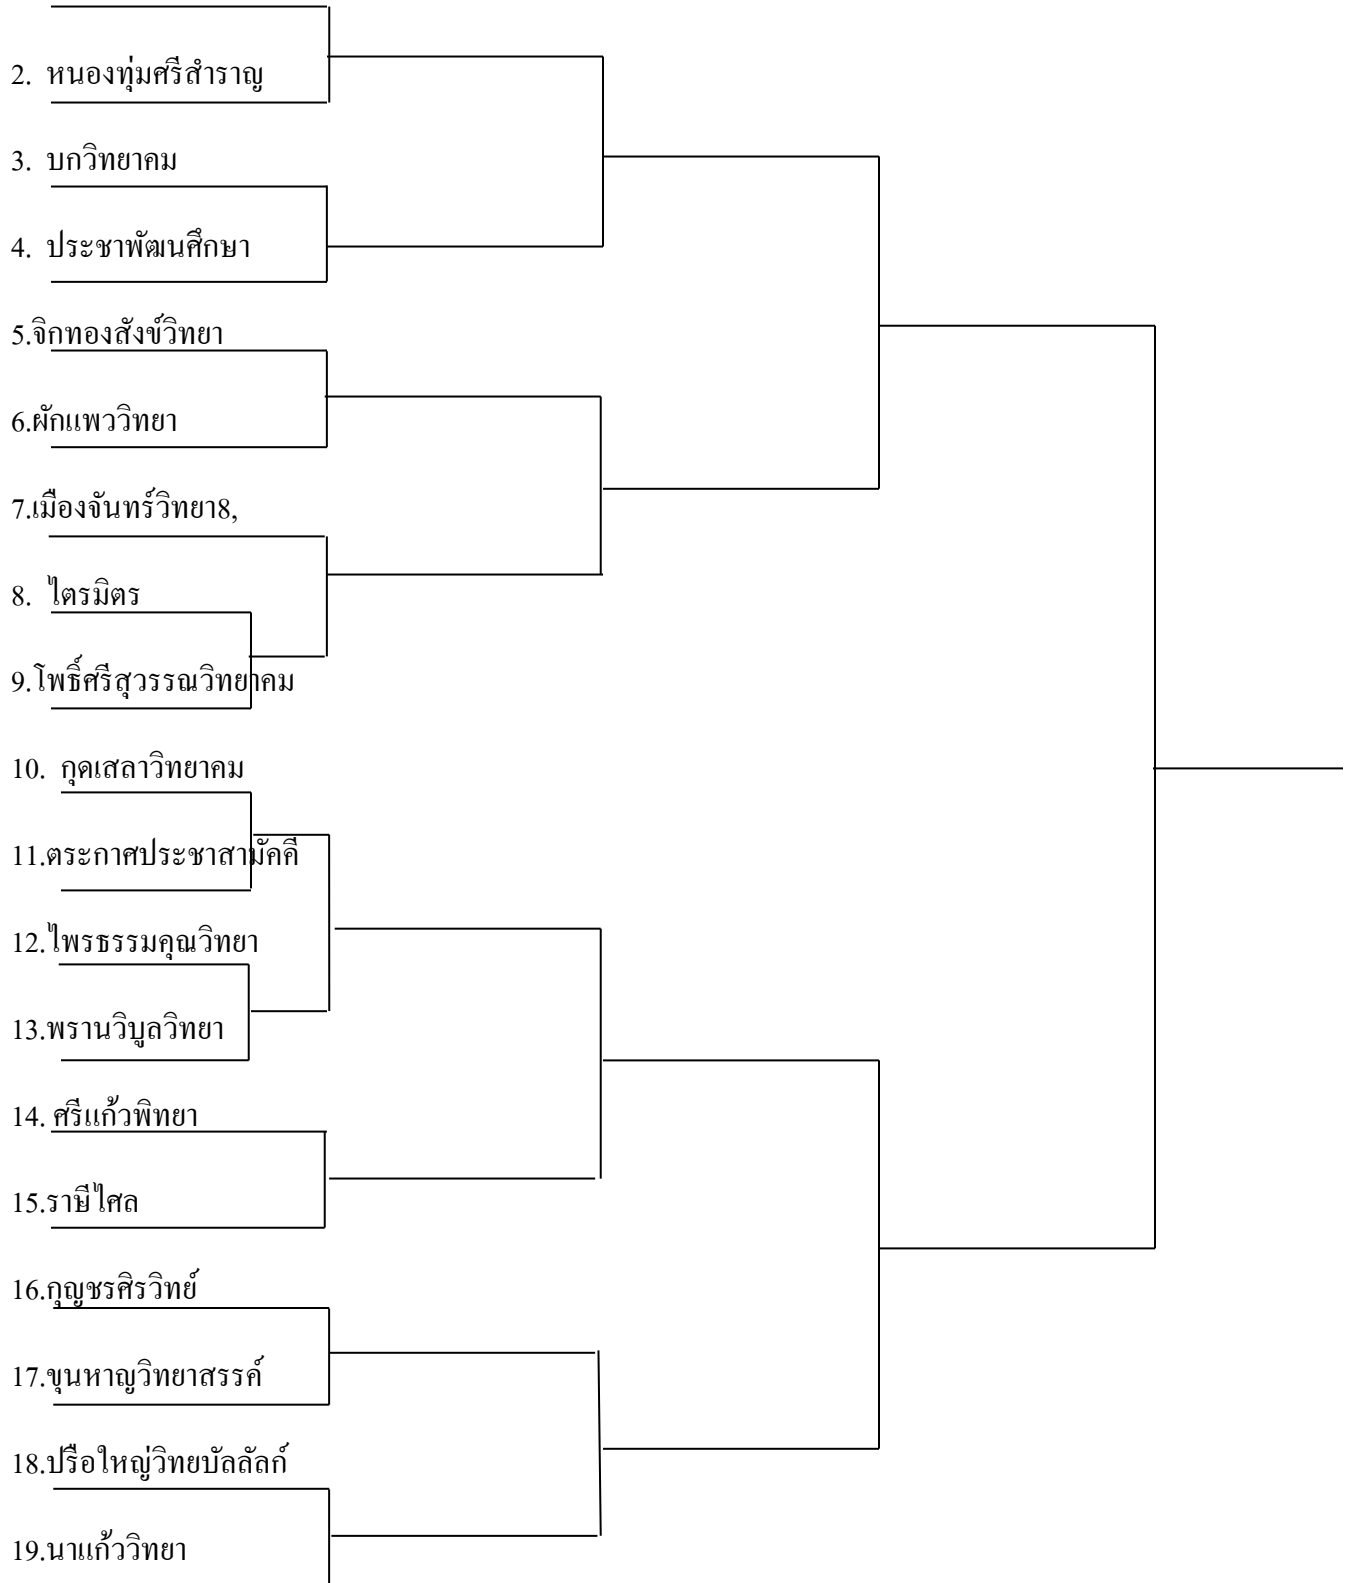 2. หนองทุ่มศรีสำราญ
3. บกวิทยาคม
4. ประชาพัฒนศึกษา
5.จิกทองสังข์วิทยา
6.ผักแพววิทยา
7.เมืองจันทร์วิทยา8,
8. ไตรมิตร
9.โพธิ์ศรีสุวรรณวิทยาคม
10. กุดเสลาวิทยาคม
11.ตระกาศประชาสามัคคี
12.ไพรธรรมคุณวิทยา
13.พรานวิบูลวิทยา
14. ศรีแก้วพิทยา
15.ราษีไศล
16.กุญชรศิรวิทย์
17.ขุนหาญวิทยาสรรค์
18.ปรือใหญ่วิทยบัลลัลก์
19.นาแก้ววิทยา